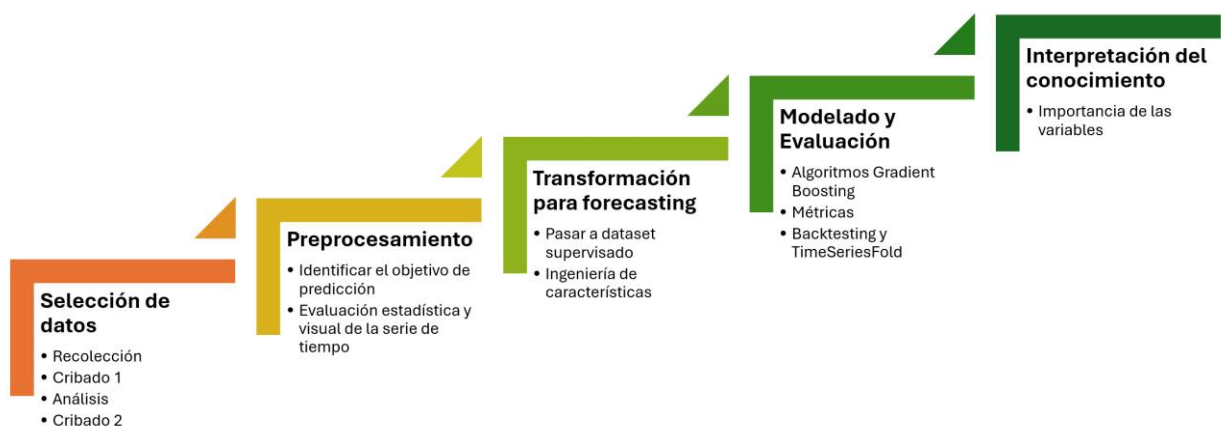 Selección de
datos
• Recolección
• Cribado 1
• Análisis
• Cribado 2
Preprocesamiento
• Identificar el objetivo de
predicción
• Evaluación estadística y
visual de la serie de
tiempo
Transformación
para forecasting
• Pasar a dataset
supervisado
• Ingeniería de
características
Modelado y
Evaluación
• Algoritmos Gradient
Boosting
• Métricas
• Backtesting y
TimeSeriesFold
Interpretación del
conocimiento
• Importancia de las
variables